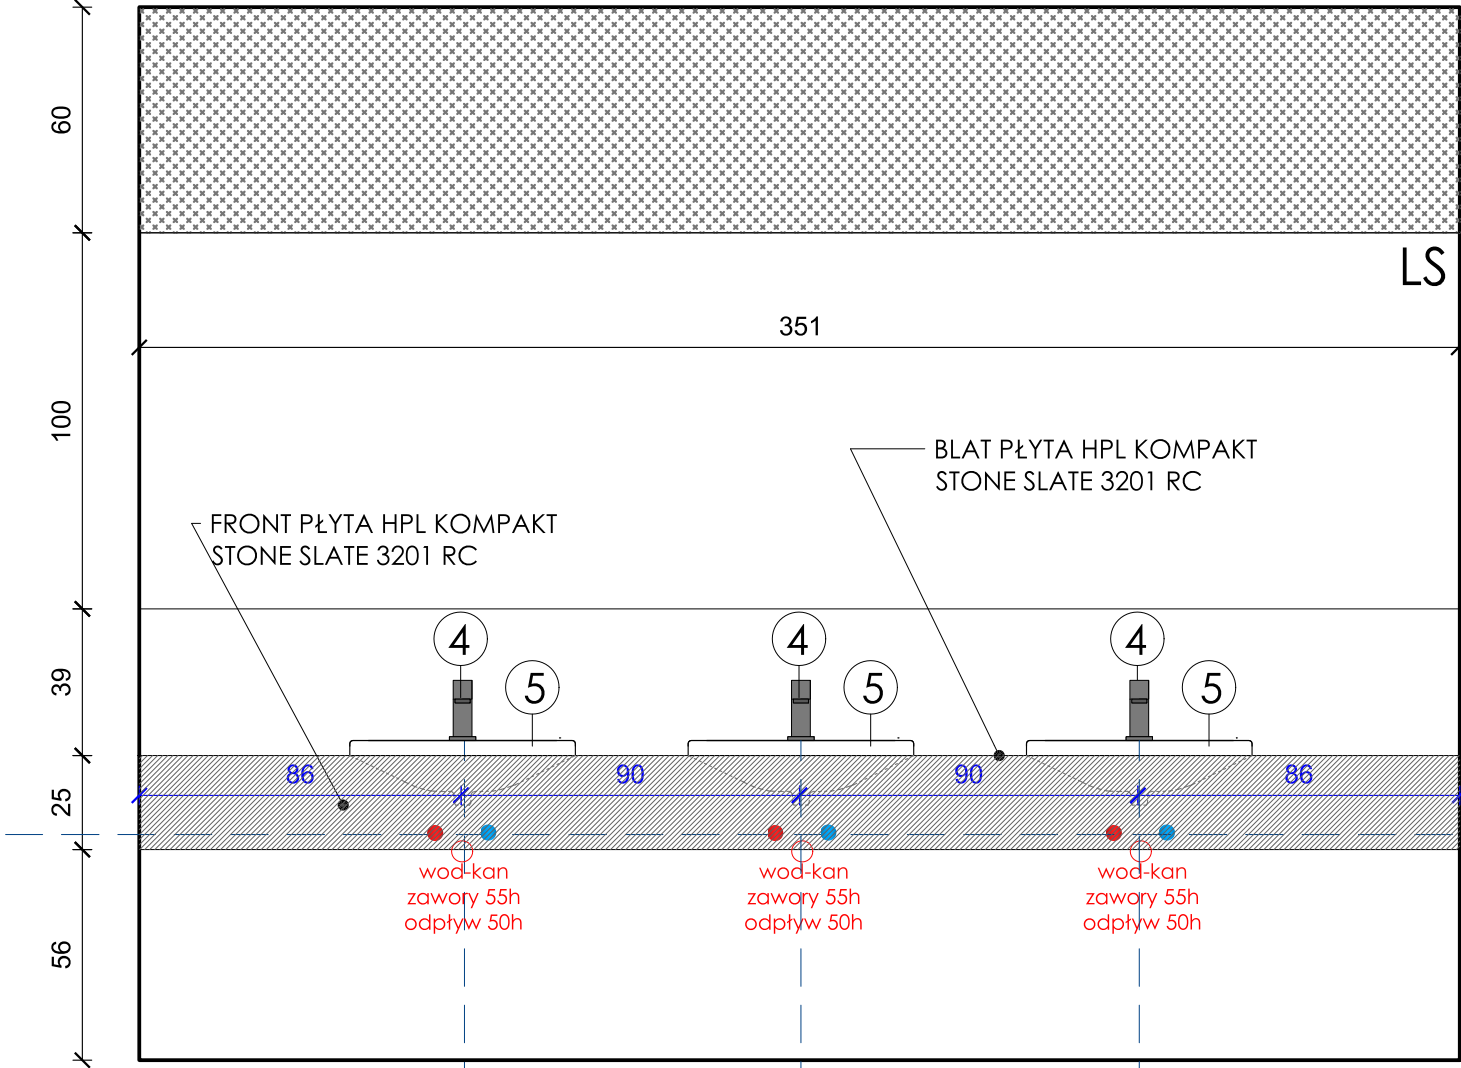 60
LS
351
100
BLAT PŁYTA HPL KOMPAKT
STONE SLATE 3201 RC
FRONT PŁYTA HPL KOMPAKT
STONE SLATE 3201 RC
4
4
4
39
5
5
5
86
90
90
86
25
wod-kan
zawory 55h
odpływ 50h
wod-kan
zawory 55h
odpływ 50h
wod-kan
zawory 55h
odpływ 50h
56